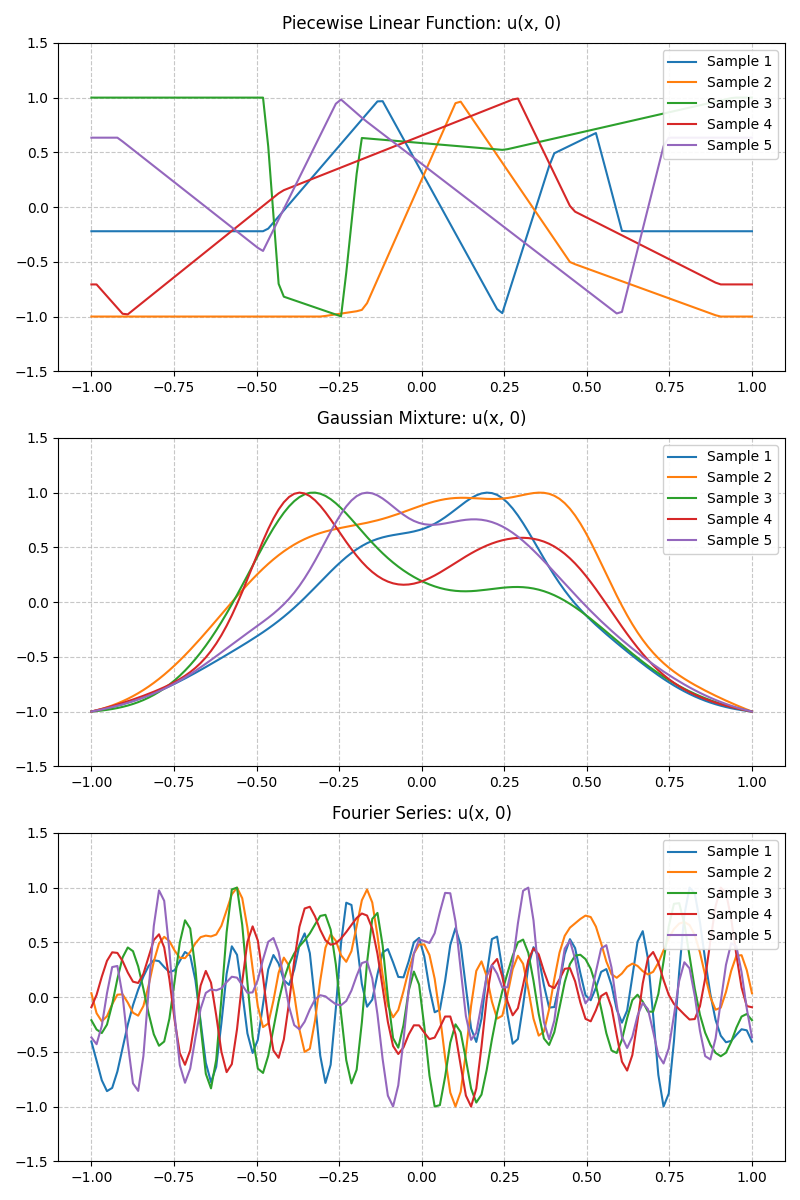 Piecewise Linear Function: u(x, 0)
1.5
1.0
0.5
0.0
−0.5
−1.0
−1.5
Sample 1
Sample 2
Sample 3
Sample 4
Sample 5
−1.00 −0.75 −0.50 −0.25 0.00 0.25 0.50 0.75 1.00
Gaussian Mixture: u(x, 0)
1.5
1.0
0.5
0.0
−0.5
−1.0
−1.5
Sample 1
Sample 2
Sample 3
Sample 4
Sample 5
−1.00 −0.75 −0.50 −0.25 0.00 0.25 0.50 0.75 1.00
Fourier Series: u(x, 0)
1.5
1.0
0.5
0.0
−0.5
−1.0
−1.5
Sample 1
Sample 2
Sample 3
Sample 4
Sample 5
−1.00 −0.75 −0.50 −0.25 0.00 0.25 0.50 0.75 1.00